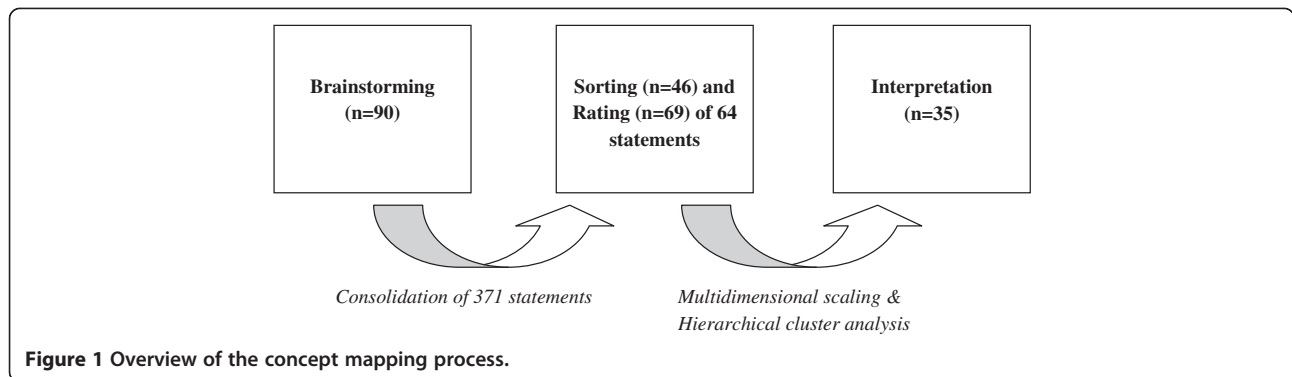 Brainstorming
(n=90)
Sorting (n=46) and
Rating (n=69) of 64
statements
Interpretation
(n=35)
Consolidation of 371 statements
Multidimensional scaling &
Hierarchical cluster analysis
Figure 1 Overview of the concept mapping process.